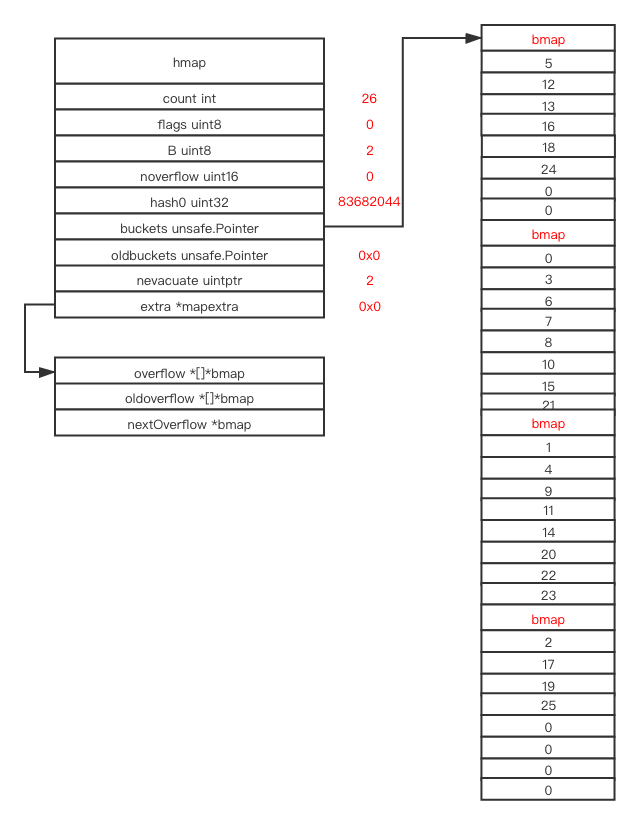 hmap
count int 26
flags uint8 0
B uint8 2
noverflow uint16 0
hash0 uint32 83682044
buckets unsafe.Pointer
oldbuckets unsafe.Pointer 0x0
nevacuate uintptr 2
extra *mapextra 0x0
overflow *[]*bmap
oldoverflow *[]*bmap
nextOverflow *bmap
bmap
5
12
13
16
18
24
0
0
bmap
0
3
6
7
8
10
15
21
bmap
1
4
9
11
14
20
22
23
bmap
2
17
19
25
0
0
0
0